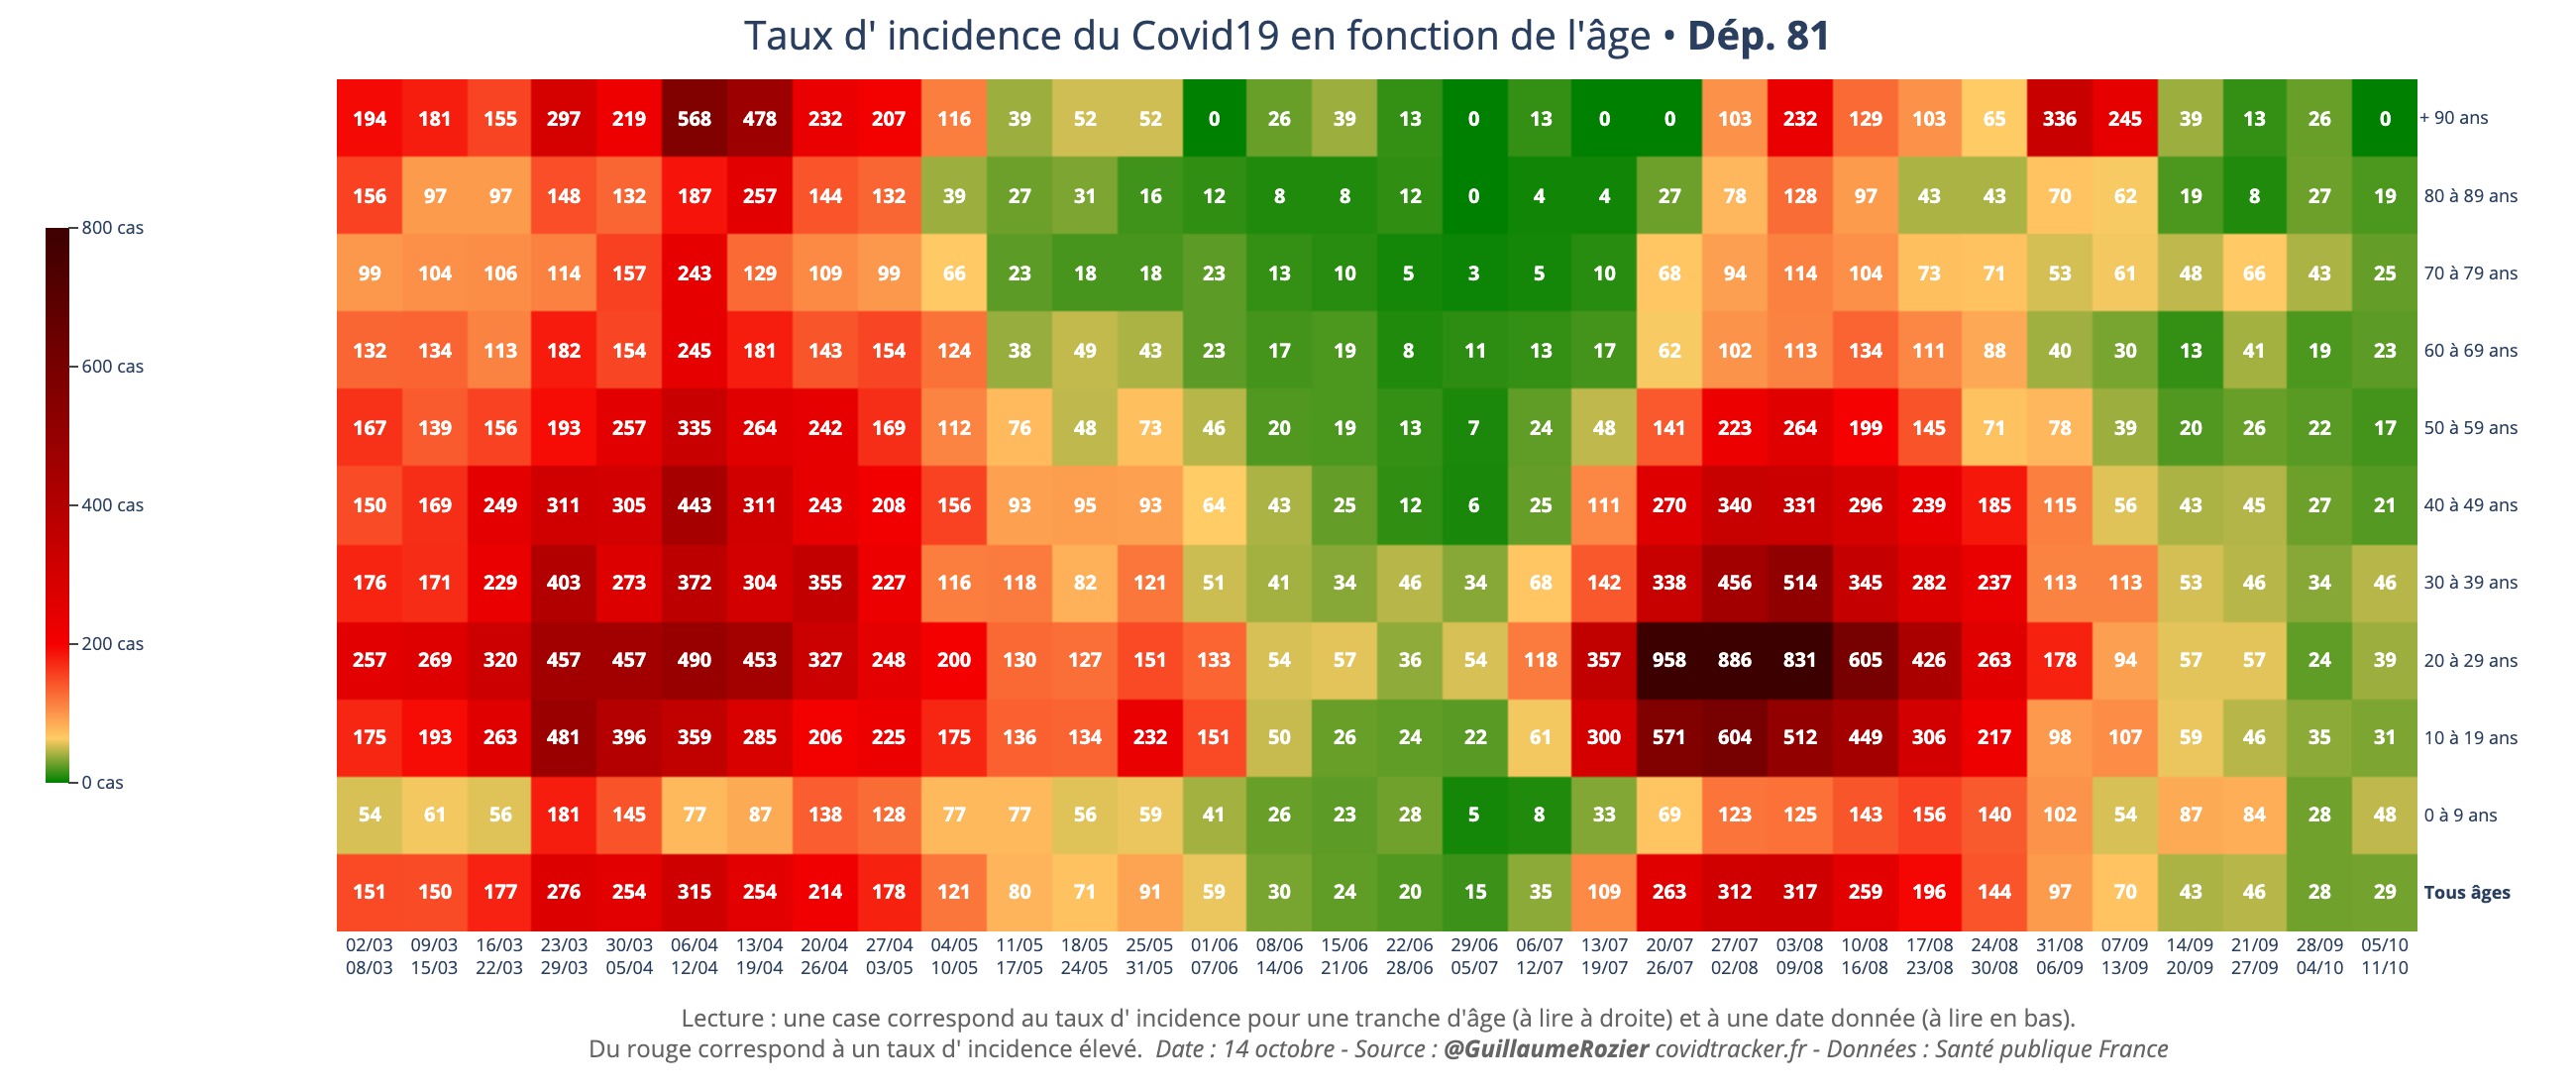 Taux d' incidence du Covid19 en fonction de l'âge • Dép. 81
800 cas
600 cas
400 cas
200 cas
0 cas
194 181 155 297 219 568 478 232 207 116 39 52 52 0 26 39 13 0 13 0 0 103 232 129 103 65 336 245 39 13 26 0 + 90 ans
156 97 97 148 132 187 257 144 132 39 27 31 16 12 8 8 12 0 4 4 27 78 128 97 43 43 70 62 19 8 27 19 80 à 89 ans
99 104 106 114 157 243 129 109 99 66 23 18 18 23 13 10 5 3 5 10 68 94 114 104 73 71 53 61 48 66 43 25 70 à 79 ans
132 134 113 182 154 245 181 143 154 124 38 49 43 23 17 19 8 11 13 17 62 102 113 134 111 88 40 30 13 41 19 23 60 à 69 ans
167 139 156 193 257 335 264 242 169 112 76 48 73 46 20 19 13 7 24 48 141 223 264 199 145 71 78 39 20 26 22 17 50 à 59 ans
150 169 249 311 305 443 311 243 208 156 93 95 93 64 43 25 12 6 25 111 270 340 331 296 239 185 115 56 43 45 27 21 40 à 49 ans
176 171 229 403 273 372 304 355 227 116 118 82 121 51 41 34 46 34 68 142 338 456 514 345 282 237 113 113 53 46 34 46 30 à 39 ans
257 269 320 457 457 490 453 327 248 200 130 127 151 133 54 57 36 54 118 357 958 886 831 605 426 263 178 94 57 57 24 39 20 à 29 ans
175 193 263 481 396 359 285 206 225 175 136 134 232 151 50 26 24 22 61 300 571 604 512 449 306 217 98 107 59 46 35 31 10 à 19 ans
54 61 56 181 145 77 87 138 128 77 77 56 59 41 26 23 28 5 8 33 69 123 125 143 156 140 102 54 87 84 28 48 0 à 9 ans
151 150 177 276 254 315 254 214 178 121 80 71 91 59 30 24 20 15 35 109 263 312 317 259 196 144 97 70 43 46 28 29 Tous âges
02/03 09/03 16/03 23/03 30/03 06/04 13/04 20/04 27/04 04/05 11/05 18/05 25/05 01/06 08/06 15/06 22/06 29/06 06/07 13/07 20/07 27/07 03/08 10/08 17/08 24/08 31/08 07/09 14/09 21/09 28/09 05/10
08/03 15/03 22/03 29/03 05/04 12/04 19/04 26/04 03/05 10/05 17/05 24/05 31/05 07/06 14/06 21/06 28/06 05/07 12/07 19/07 26/07 02/08 09/08 16/08 23/08 30/08 06/09 13/09 20/09 27/09 04/10 11/10
Lecture : une case correspond au taux d' incidence pour une tranche d'âge (à lire à droite) et à une date donnée (à lire en bas).
Du rouge correspond à un taux d' incidence élevé. Date : 14 octobre - Source : @GuillaumeRozier covidtracker.fr - Données : Santé publique France